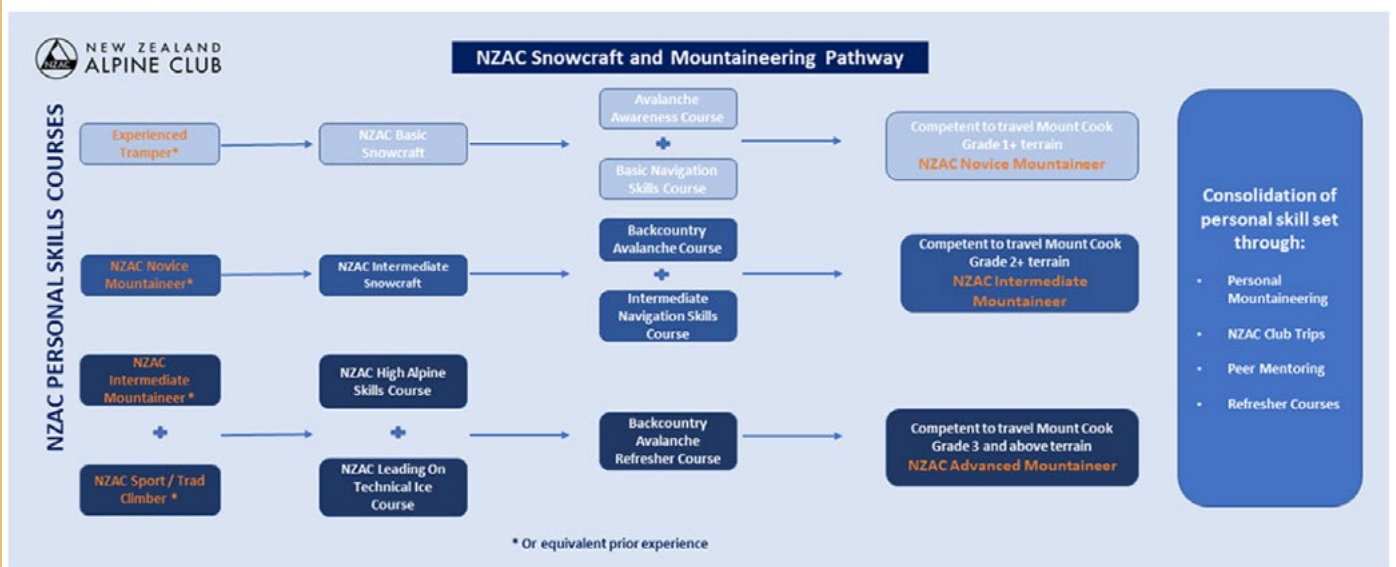 NEW ZEALAND
ALPINE CLUB
NZAC
NZAC Snowcraft and Mountaineering Pathway
NZAC PERSONAL SKILLS COURSES
Experienced
Tramper*
NZAC Basic
Snowcraft
Avalanche
Awareness Course
+
Basic Navigation
Skills Course
Competent to travel Mount Cook
Grade 1+ terrain
NZAC Novice Mountaineer
NZAC Novice
Mountaineer*
NZAC Intermediate
Snowcraft
Backcountry
Avalanche Course
+
Intermediate
Navigation Skills
Course
Competent to travel Mount Cook
Grade 2+ terrain
NZAC Intermediate
Mountaineer
NZAC
Intermediate
Mountaineer *
+
NZAC Sport / Trad
Climber *
NZAC High Alpine
Skills Course
+
NZAC Leading On
Technical Ice
Course
Backcountry
Avalanche
Refresher Course
Competent to travel Mount Cook
Grade 3 and above terrain
NZAC Advanced Mountaineer
Consolidation of
personal skill set
through:
• Personal
Mountaineering
• NZAC Club Trips
• Peer Mentoring
• Refresher Courses
* Or equivalent prior experience